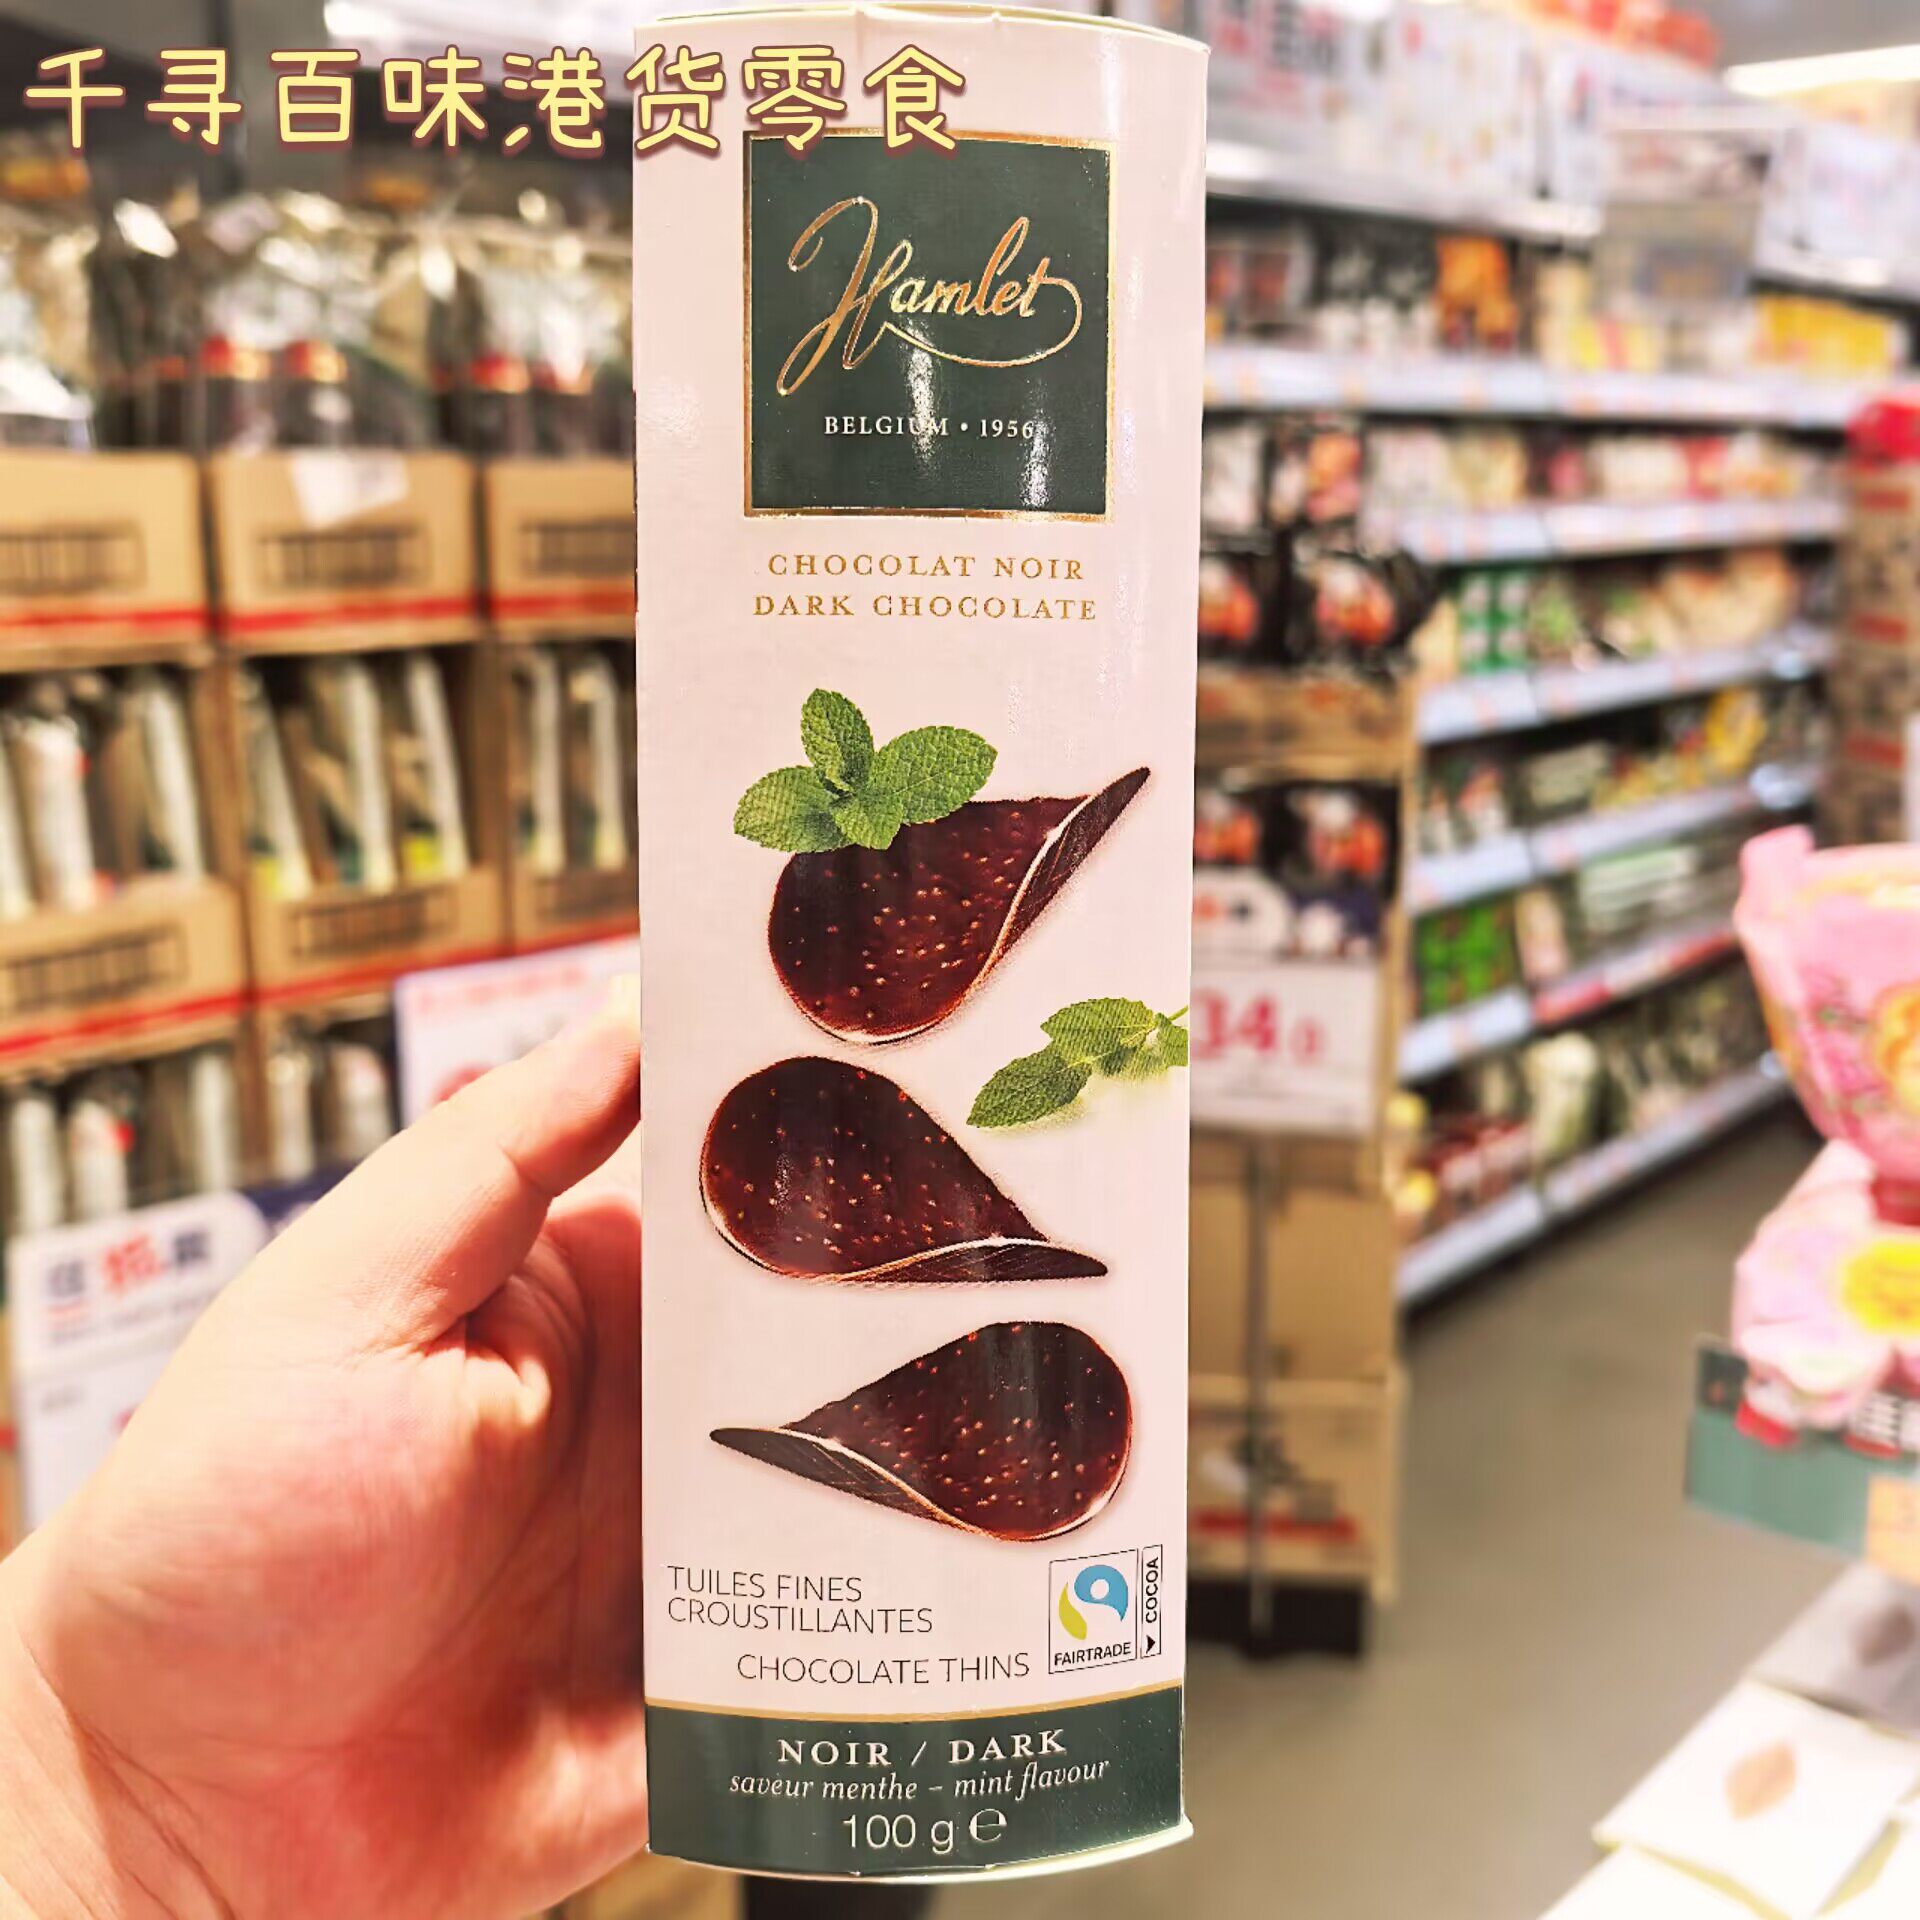 千寻百味港货零食
Hamlet
BELGIUM • 1956
CHOCOLAT NOIR
DARK CHOCOLATE
TUILES FINES
CROUSTILLANTES
CHOCOLATE THINS
FAIRTRADE
COCOA
NOIR / DARK
saveur menthe – mint flavour
100 g ℮
34